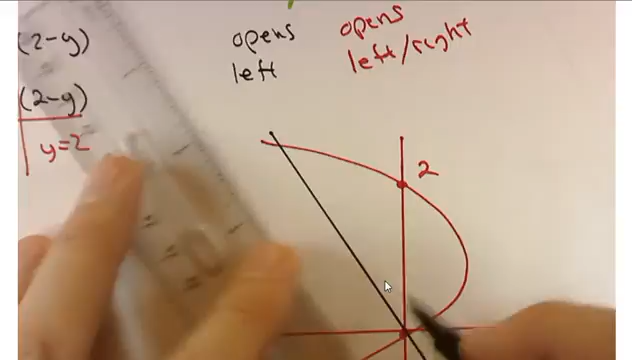 (2-y)
(2-y)
y=2
opens
left
opens
left/right
2